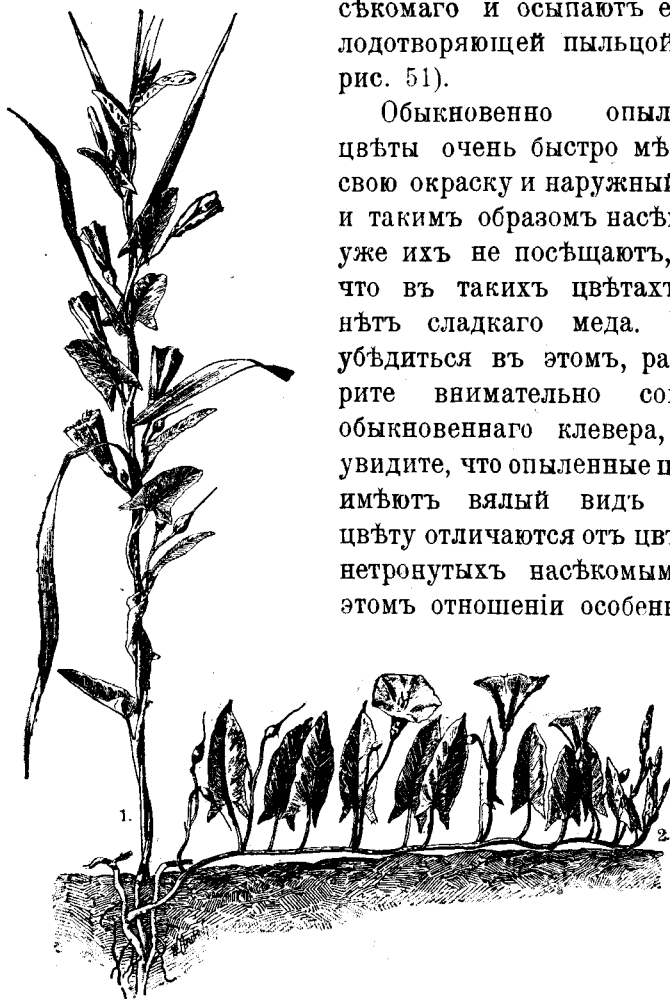 сѣкомаго и осыпаютъ е
лодотворяющей пыльцой
рис. 51).
Обыкновенно опыл
цвѣты очень быстро мѣ
свою окраску и наружный
и такимъ образомъ насѣ
уже ихъ не посѣщаютъ,
что въ такихъ цвѣтахъ
нѣтъ сладкаго меда.
убѣдиться въ этомъ, ра
рите внимательно со
обыкновеннаго клевера,
увидите, что опыленные
имѣютъ вялый видъ
цвѣту отличаются отъ цвѣ
нетронутыхъ насѣкомым
этомъ отношеніи особен
1.
2.